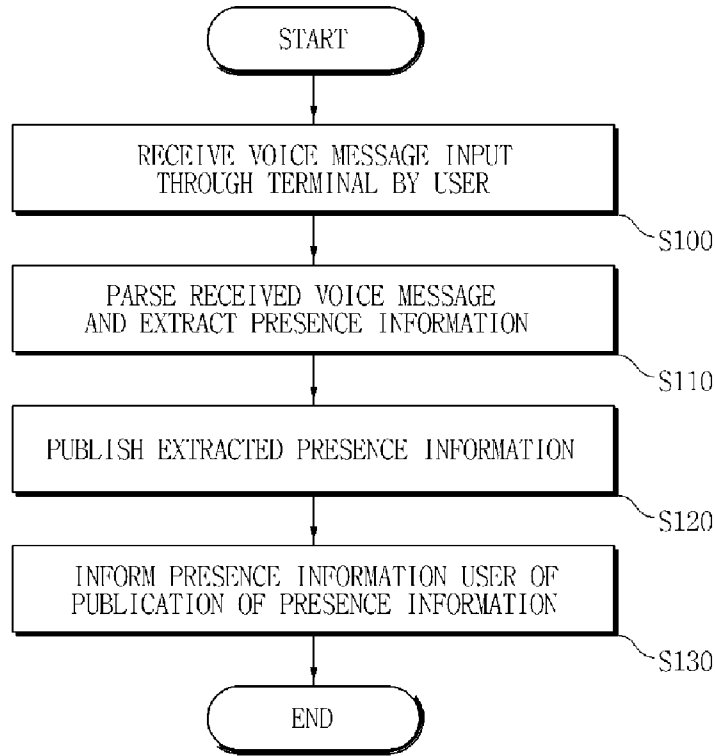 START
RECEIVE VOICE MESSAGE INPUT
THROUGH TERMINAL BY USER
S100
PARSE RECEIVED VOICE MESSAGE
AND EXTRACT PRESENCE INFORMATION
S110
PUBLISH EXTRACTED PRESENCE INFORMATION
S120
INFORM PRESENCE INFORMATION USER OF
PUBLICATION OF PRESENCE INFORMATION
S130
END